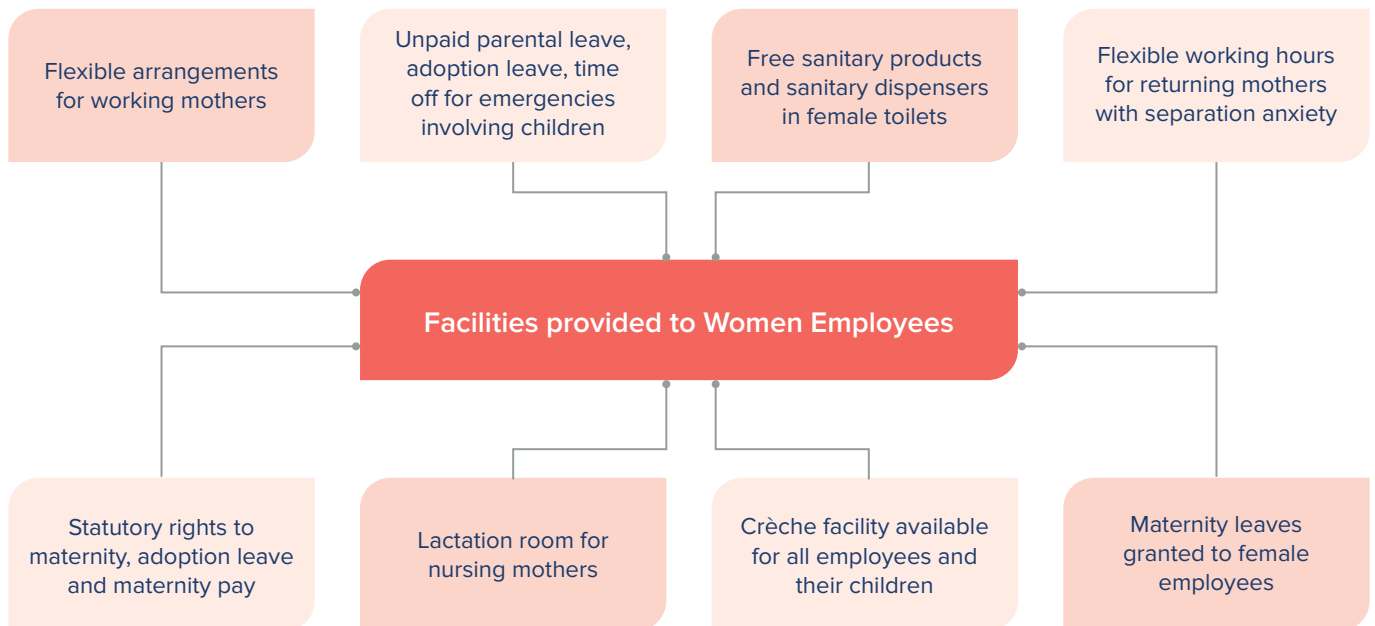 Flexible arrangements
for working mothers
Unpaid parental leave,
adoption leave, time
off for emergencies
involving children
Free sanitary products
and sanitary dispensers
in female toilets
Flexible working hours
for returning mothers
with separation anxiety
Facilities provided to Women Employees
Statutory rights to
maternity, adoption leave
and maternity pay
Lactation room for
nursing mothers
Crèche facility available
for all employees and
their children
Maternity leaves
granted to female
employees